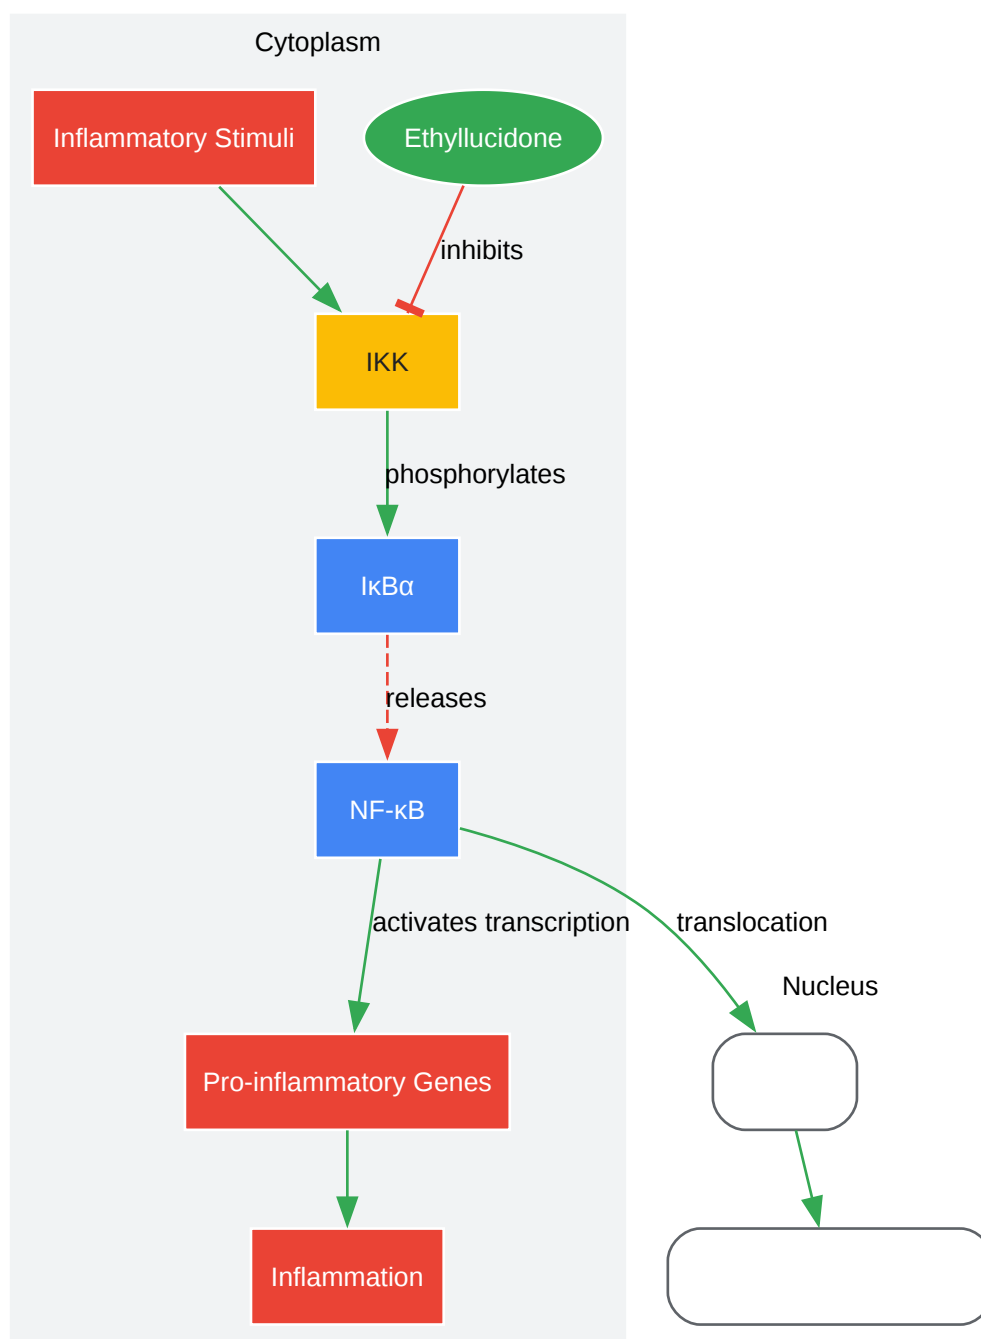 Cytoplasm
Inflammatory Stimuli
Ethyllucidone
inhibits
IKK
phosphorylates
IκBα
releases
NF-κB
activates transcription
translocation
Nucleus
Pro-inflammatory Genes
Inflammation